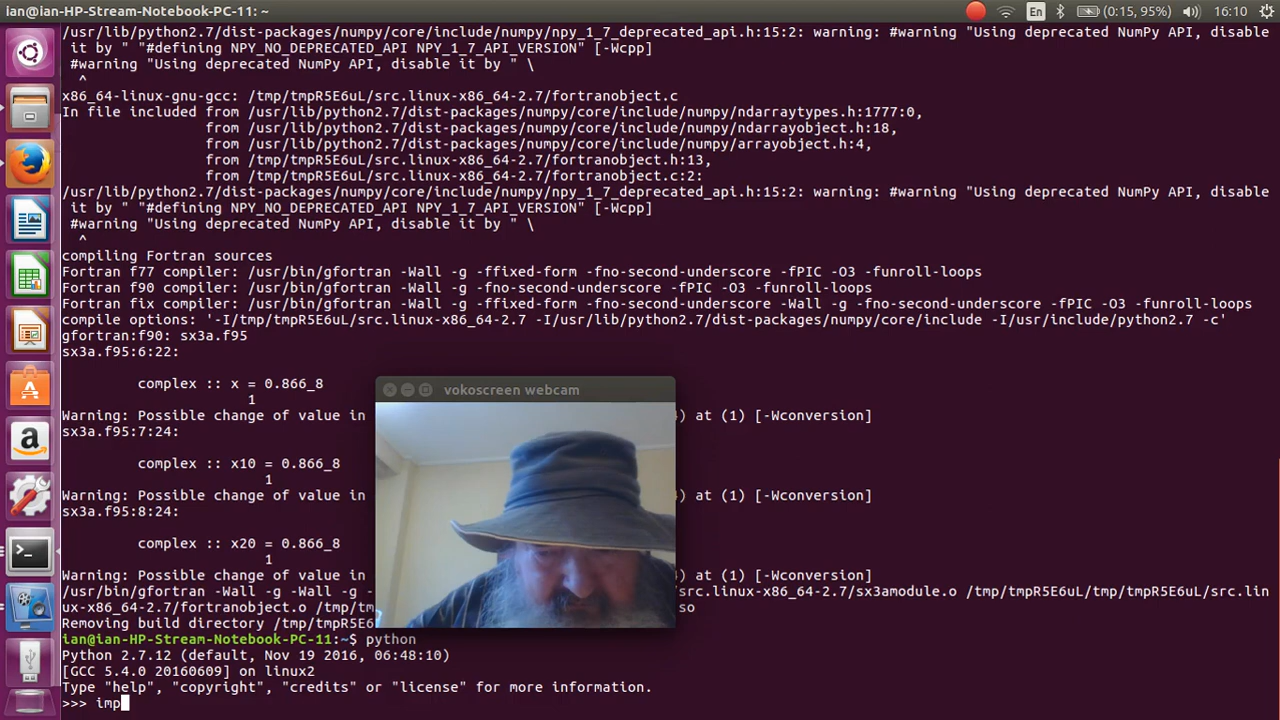 ian@ian-HP-Stream-Notebook-PC-11: ~
En
(0:15, 95%)
16:10
/usr/lib/python2.7/dist-packages/numpy/core/include/numpy/npy_1_7_deprecated_api.h:15:2: warning: #warning "Using deprecated NumPy API, disable
it by " "#defining NPY_NO_DEPRECATED_API NPY_1_7_API_VERSION" [-Wcpp]
#warning "Using deprecated NumPy API, disable it by " \
^
x86_64-linux-gnu-gcc: /tmp/tmpR5E6uL/src.linux-x86_64-2.7/fortranobject.c
In file included from /usr/lib/python2.7/dist-packages/numpy/core/include/numpy/ndarraytypes.h:1777:0,
from /usr/lib/python2.7/dist-packages/numpy/core/include/numpy/ndarrayobject.h:18,
from /usr/lib/python2.7/dist-packages/numpy/core/include/numpy/arrayobject.h:4,
from /tmp/tmpR5E6uL/src.linux-x86_64-2.7/fortranobject.h:13,
from /tmp/tmpR5E6uL/src.linux-x86_64-2.7/fortranobject.c:2:
/usr/lib/python2.7/dist-packages/numpy/core/include/numpy/npy_1_7_deprecated_api.h:15:2: warning: #warning "Using deprecated NumPy API, disable
it by " "#defining NPY_NO_DEPRECATED_API NPY_1_7_API_VERSION" [-Wcpp]
#warning "Using deprecated NumPy API, disable it by " \
^
compiling Fortran sources
Fortran f77 compiler: /usr/bin/gfortran -Wall -g -ffixed-form -fno-second-underscore -fPIC -O3 -funroll-loops
Fortran f90 compiler: /usr/bin/gfortran -Wall -g -fno-second-underscore -fPIC -O3 -funroll-loops
Fortran fix compiler: /usr/bin/gfortran -Wall -g -ffixed-form -fno-second-underscore -Wall -g -fno-second-underscore -fPIC -O3 -funroll-loops
compile options: '-I/tmp/tmpR5E6uL/src.linux-x86_64-2.7 -I/usr/lib/python2.7/dist-packages/numpy/core/include -I/usr/include/python2.7 -c'
gfortran:f90: sx3a.f95
sx3a.f95:6:22:
complex :: x = 0.866_8
1
vokoscreen webcam
Warning: Possible change of value in ) at (1) [-Wconversion]
sx3a.f95:7:24:
complex :: x10 = 0.866_8
1
Warning: Possible change of value in ) at (1) [-Wconversion]
sx3a.f95:8:24:
complex :: x20 = 0.866_8
1
Warning: Possible change of value in ) at (1) [-Wconversion]
/usr/bin/gfortran -Wall -g -Wall -g - src.linux-x86_64-2.7/sx3amodule.o /tmp/tmpR5E6uL/tmp/tmpR5E6uL/src.lin
ux-x86_64-2.7/fortranobject.o /tmp/tm so
Removing build directory /tmp/tmpR5
ian@ian-HP-Stream-Notebook-PC-11:~$ python
Python 2.7.12 (default, Nov 19 2016, 06:48:10)
[GCC 5.4.0 20160609] on linux2
Type "help", "copyright", "credits" or "license" for more information.
>>> imp